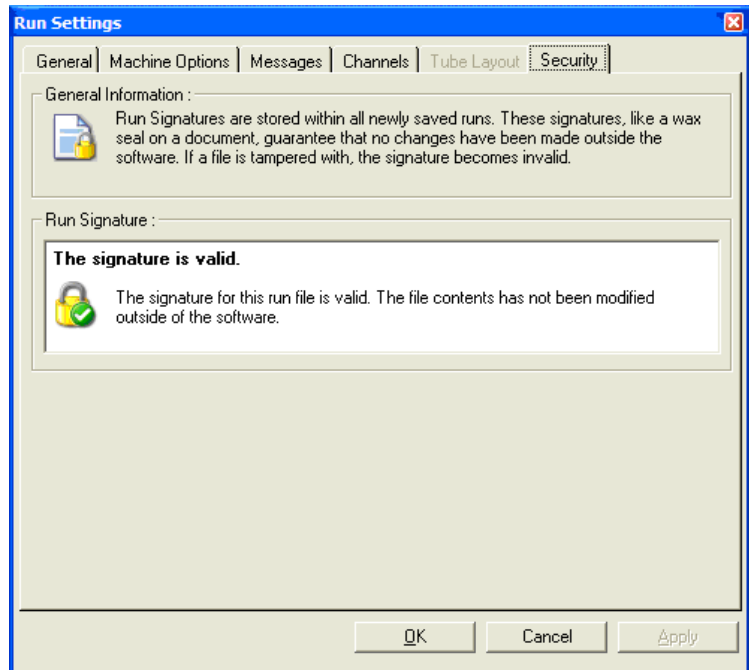 Run Settings
General Machine Options Messages Channels Tube Layout Security
General Information :
Run Signatures are stored within all newly saved runs. These signatures, like a wax
seal on a document, guarantee that no changes have been made outside the
software. If a file is tampered with, the signature becomes invalid.
Run Signature :
The signature is valid.
The signature for this run file is valid. The file contents has not been modified
outside of the software.
OK Cancel Apply